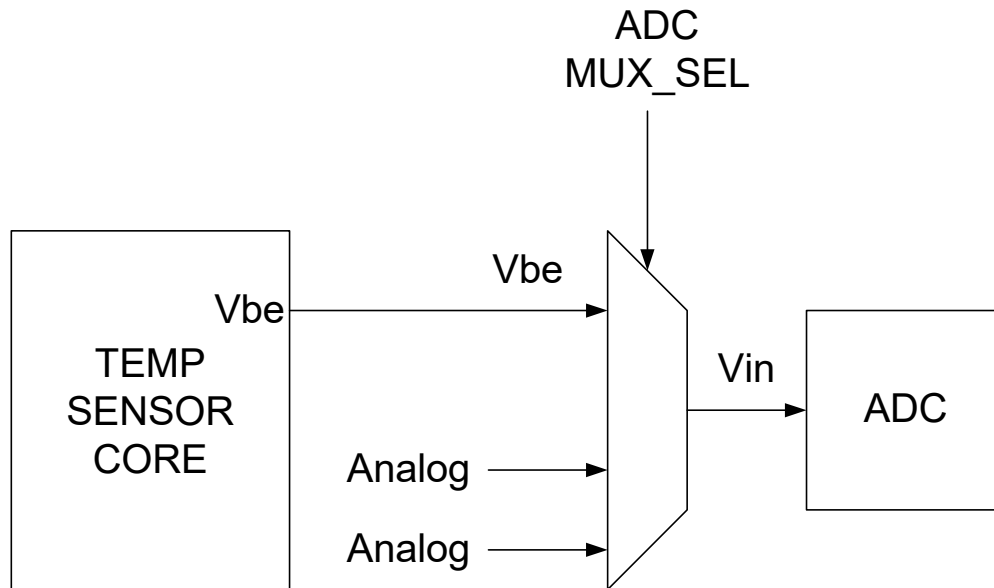 ADC
MUX_SEL
Vbe
Vbe
TEMP
SENSOR
CORE
Vin
ADC
Analog
Analog